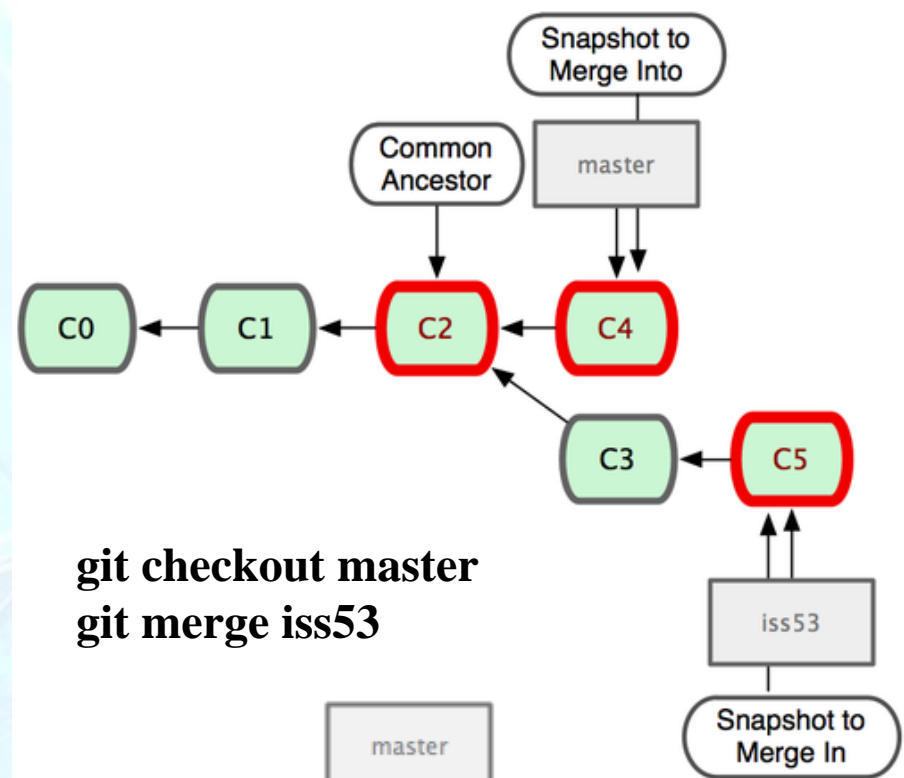 Snapshot to
Merge Into
Common
Ancestor
master
C0
C1
C2
C4
C3
C5
git checkout master
git merge iss53
iss53
master
Snapshot to
Merge In